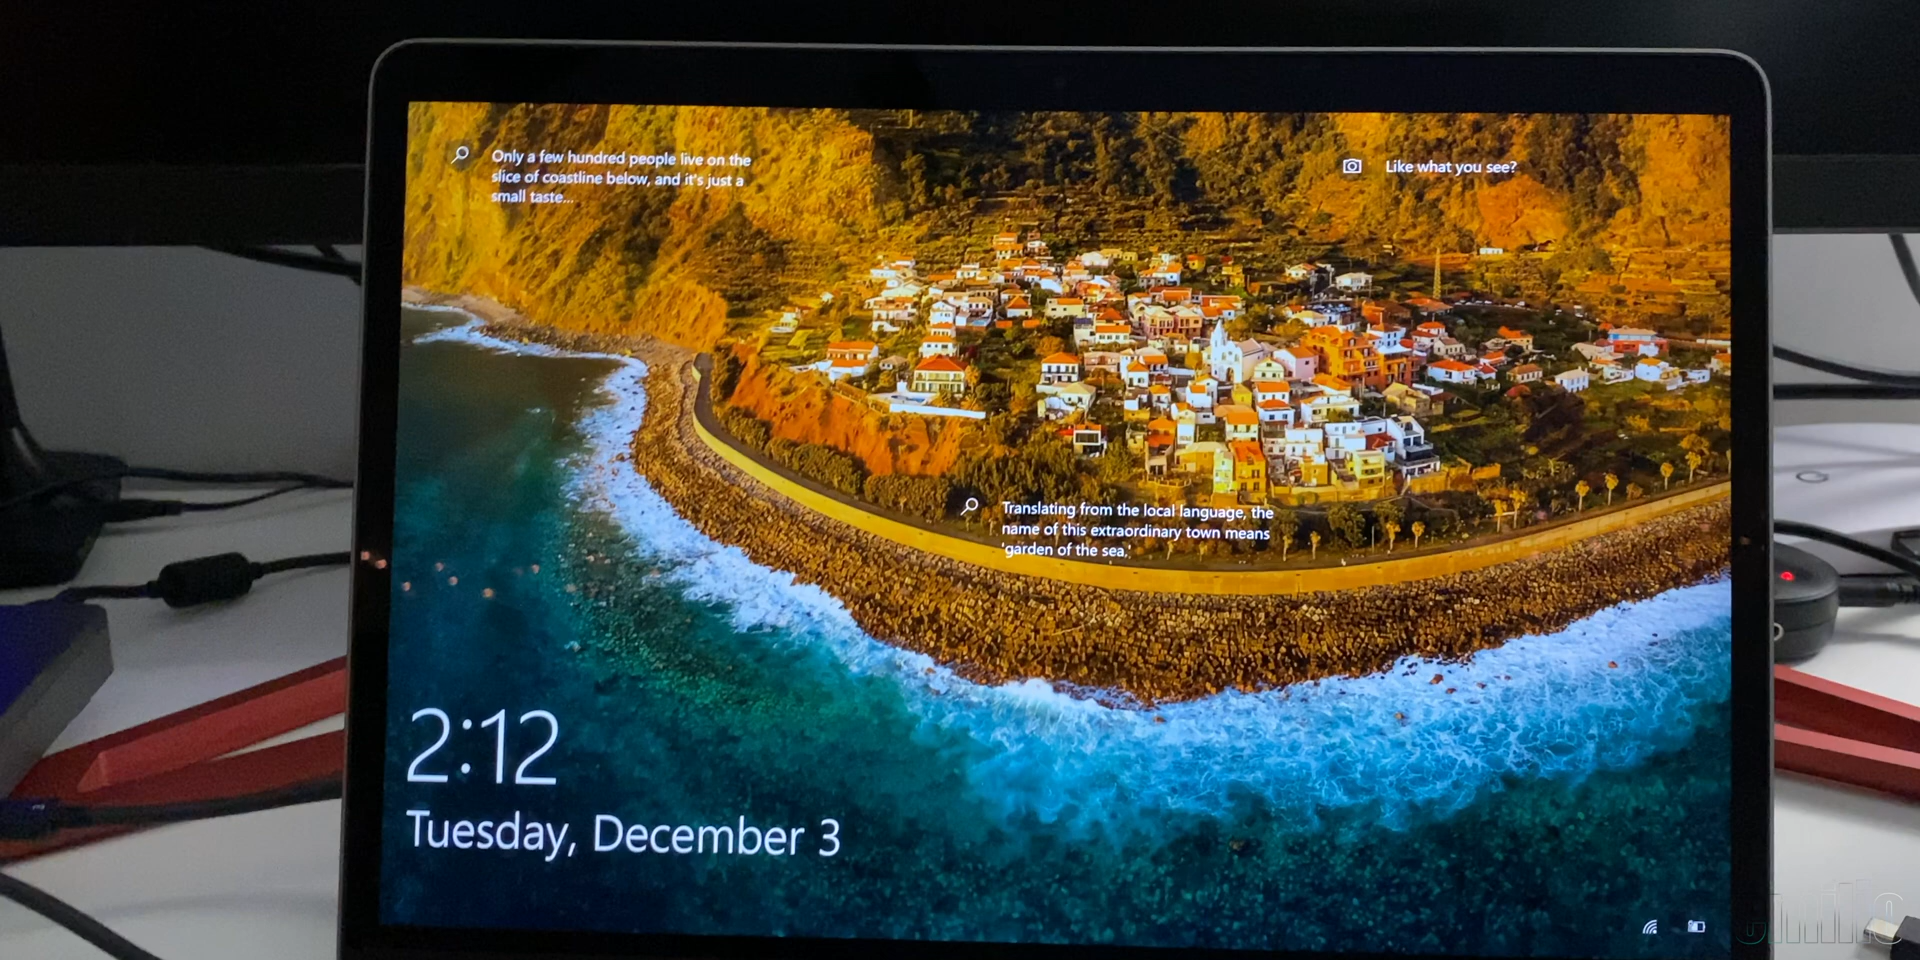 Only a few hundred people live on the
slice of coastline below, and it's just a
small taste...
Like what you see?
Translating from the local language, the
name of this extraordinary town means
'garden of the sea,'
2:12
Tuesday, December 3